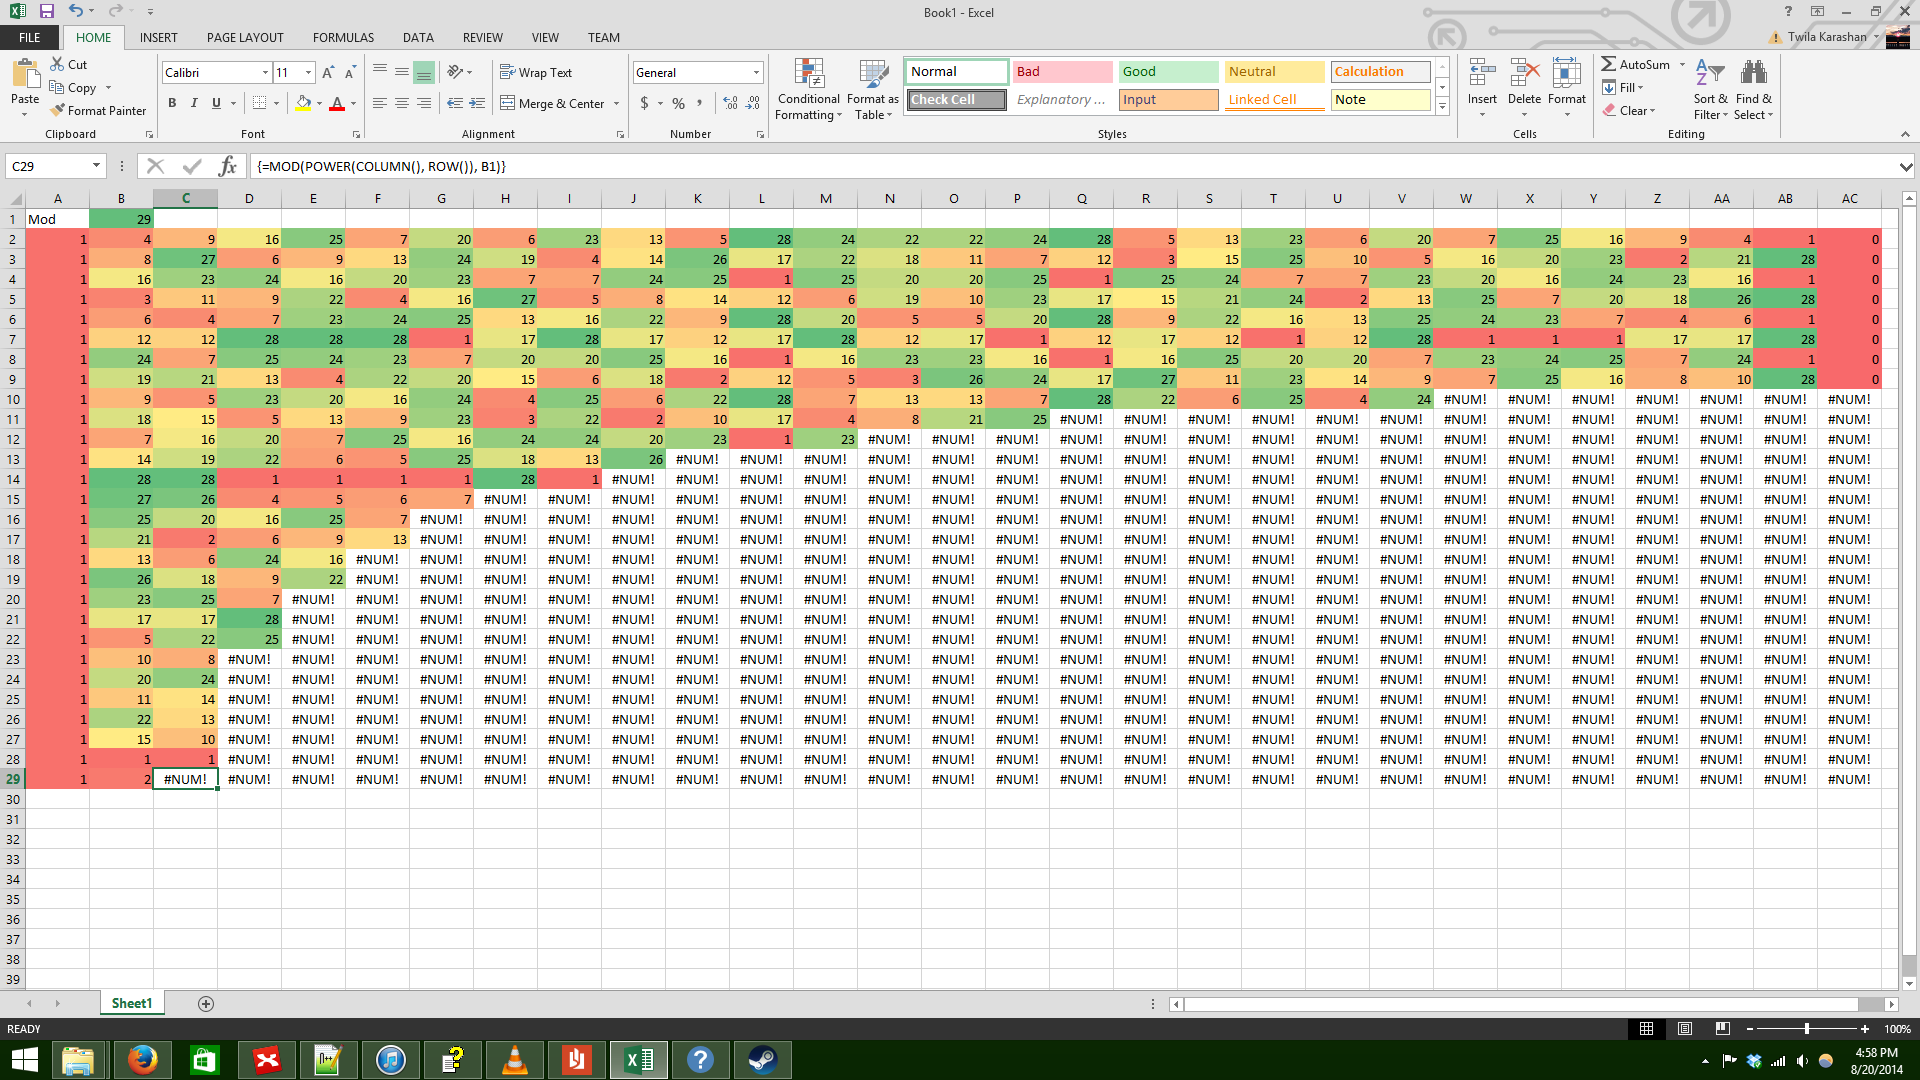 Book1 - Excel
FILE HOME INSERT PAGE LAYOUT FORMULAS DATA REVIEW VIEW TEAM Twila Karashan
Cut Calibri 11 Wrap Text General Normal Bad Good Neutral Calculation AutoSum
Copy Fill
Paste Format Painter Merge & Center Conditional Formatting Format as Table Check Cell Explanatory ... Input Linked Cell Note Insert Delete Format Clear Sort & Filter Find & Select
Clipboard Font Alignment Number Styles Cells Editing
C29 {=MOD(POWER(COLUMN(), ROW()), B1)}
A B C D E F G H I J K L M N O P Q R S T U V W X Y Z AA AB AC
1 Mod 29
2 1 4 9 16 25 7 20 6 23 13 5 28 24 22 22 24 28 5 13 23 6 20 7 25 16 9 4 1 0
3 1 8 27 6 9 13 24 19 4 14 26 17 22 18 11 7 12 3 15 25 10 5 16 20 23 2 21 28 0
4 1 16 23 24 16 20 23 7 7 24 25 1 25 20 20 25 1 25 24 7 7 23 20 16 24 23 16 1 0
5 1 3 11 9 22 4 16 27 5 8 14 12 6 19 10 23 17 15 21 24 2 13 25 7 20 18 26 28 0
6 1 6 4 7 23 24 25 13 16 22 9 28 20 5 5 20 28 9 22 16 13 25 24 23 7 4 6 1 0
7 1 12 12 28 28 28 1 17 28 17 12 17 28 12 17 1 12 17 12 1 12 28 1 1 1 17 17 28 0
8 1 24 7 25 24 23 7 20 20 25 16 1 16 23 23 16 1 16 25 20 20 7 23 24 25 7 24 1 0
9 1 19 21 13 4 22 20 15 6 18 2 12 5 3 26 24 17 27 11 23 14 9 7 25 16 8 10 28 0
10 1 9 5 23 20 16 24 4 25 6 22 28 7 13 13 7 28 22 6 25 4 24 #NUM! #NUM! #NUM! #NUM! #NUM! #NUM! #NUM!
11 1 18 15 5 13 9 23 3 22 2 10 17 4 8 21 25 #NUM! #NUM! #NUM! #NUM! #NUM! #NUM! #NUM! #NUM! #NUM! #NUM! #NUM! #NUM! #NUM!
12 1 7 16 20 7 25 16 24 24 20 23 1 23 #NUM! #NUM! #NUM! #NUM! #NUM! #NUM! #NUM! #NUM! #NUM! #NUM! #NUM! #NUM! #NUM! #NUM! #NUM! #NUM!
13 1 14 19 22 6 5 25 18 13 26 #NUM! #NUM! #NUM! #NUM! #NUM! #NUM! #NUM! #NUM! #NUM! #NUM! #NUM! #NUM! #NUM! #NUM! #NUM! #NUM! #NUM! #NUM! #NUM!
14 1 28 28 1 1 1 1 28 1 #NUM! #NUM! #NUM! #NUM! #NUM! #NUM! #NUM! #NUM! #NUM! #NUM! #NUM! #NUM! #NUM! #NUM! #NUM! #NUM! #NUM! #NUM! #NUM! #NUM!
15 1 27 26 4 5 6 7 #NUM! #NUM! #NUM! #NUM! #NUM! #NUM! #NUM! #NUM! #NUM! #NUM! #NUM! #NUM! #NUM! #NUM! #NUM! #NUM! #NUM! #NUM! #NUM! #NUM! #NUM! #NUM!
16 1 25 20 16 25 7 #NUM! #NUM! #NUM! #NUM! #NUM! #NUM! #NUM! #NUM! #NUM! #NUM! #NUM! #NUM! #NUM! #NUM! #NUM! #NUM! #NUM! #NUM! #NUM! #NUM! #NUM! #NUM! #NUM!
17 1 21 2 6 9 13 #NUM! #NUM! #NUM! #NUM! #NUM! #NUM! #NUM! #NUM! #NUM! #NUM! #NUM! #NUM! #NUM! #NUM! #NUM! #NUM! #NUM! #NUM! #NUM! #NUM! #NUM! #NUM! #NUM!
18 1 13 6 24 16 #NUM! #NUM! #NUM! #NUM! #NUM! #NUM! #NUM! #NUM! #NUM! #NUM! #NUM! #NUM! #NUM! #NUM! #NUM! #NUM! #NUM! #NUM! #NUM! #NUM! #NUM! #NUM! #NUM! #NUM!
19 1 26 18 9 22 #NUM! #NUM! #NUM! #NUM! #NUM! #NUM! #NUM! #NUM! #NUM! #NUM! #NUM! #NUM! #NUM! #NUM! #NUM! #NUM! #NUM! #NUM! #NUM! #NUM! #NUM! #NUM! #NUM! #NUM!
20 1 23 25 7 #NUM! #NUM! #NUM! #NUM! #NUM! #NUM! #NUM! #NUM! #NUM! #NUM! #NUM! #NUM! #NUM! #NUM! #NUM! #NUM! #NUM! #NUM! #NUM! #NUM! #NUM! #NUM! #NUM! #NUM! #NUM!
21 1 17 17 28 #NUM! #NUM! #NUM! #NUM! #NUM! #NUM! #NUM! #NUM! #NUM! #NUM! #NUM! #NUM! #NUM! #NUM! #NUM! #NUM! #NUM! #NUM! #NUM! #NUM! #NUM! #NUM! #NUM! #NUM! #NUM!
22 1 5 22 25 #NUM! #NUM! #NUM! #NUM! #NUM! #NUM! #NUM! #NUM! #NUM! #NUM! #NUM! #NUM! #NUM! #NUM! #NUM! #NUM! #NUM! #NUM! #NUM! #NUM! #NUM! #NUM! #NUM! #NUM! #NUM!
23 1 10 8 #NUM! #NUM! #NUM! #NUM! #NUM! #NUM! #NUM! #NUM! #NUM! #NUM! #NUM! #NUM! #NUM! #NUM! #NUM! #NUM! #NUM! #NUM! #NUM! #NUM! #NUM! #NUM! #NUM! #NUM! #NUM! #NUM!
24 1 20 24 #NUM! #NUM! #NUM! #NUM! #NUM! #NUM! #NUM! #NUM! #NUM! #NUM! #NUM! #NUM! #NUM! #NUM! #NUM! #NUM! #NUM! #NUM! #NUM! #NUM! #NUM! #NUM! #NUM! #NUM! #NUM! #NUM!
25 1 11 14 #NUM! #NUM! #NUM! #NUM! #NUM! #NUM! #NUM! #NUM! #NUM! #NUM! #NUM! #NUM! #NUM! #NUM! #NUM! #NUM! #NUM! #NUM! #NUM! #NUM! #NUM! #NUM! #NUM! #NUM! #NUM! #NUM!
26 1 22 13 #NUM! #NUM! #NUM! #NUM! #NUM! #NUM! #NUM! #NUM! #NUM! #NUM! #NUM! #NUM! #NUM! #NUM! #NUM! #NUM! #NUM! #NUM! #NUM! #NUM! #NUM! #NUM! #NUM! #NUM! #NUM! #NUM!
27 1 15 10 #NUM! #NUM! #NUM! #NUM! #NUM! #NUM! #NUM! #NUM! #NUM! #NUM! #NUM! #NUM! #NUM! #NUM! #NUM! #NUM! #NUM! #NUM! #NUM! #NUM! #NUM! #NUM! #NUM! #NUM! #NUM! #NUM!
28 1 1 1 #NUM! #NUM! #NUM! #NUM! #NUM! #NUM! #NUM! #NUM! #NUM! #NUM! #NUM! #NUM! #NUM! #NUM! #NUM! #NUM! #NUM! #NUM! #NUM! #NUM! #NUM! #NUM! #NUM! #NUM! #NUM! #NUM!
29 1 2 #NUM! #NUM! #NUM! #NUM! #NUM! #NUM! #NUM! #NUM! #NUM! #NUM! #NUM! #NUM! #NUM! #NUM! #NUM! #NUM! #NUM! #NUM! #NUM! #NUM! #NUM! #NUM! #NUM! #NUM! #NUM! #NUM! #NUM!
30
31
32
33
34
35
36
37
38
39
Sheet1
READY 100%
4:58 PM
8/20/2014